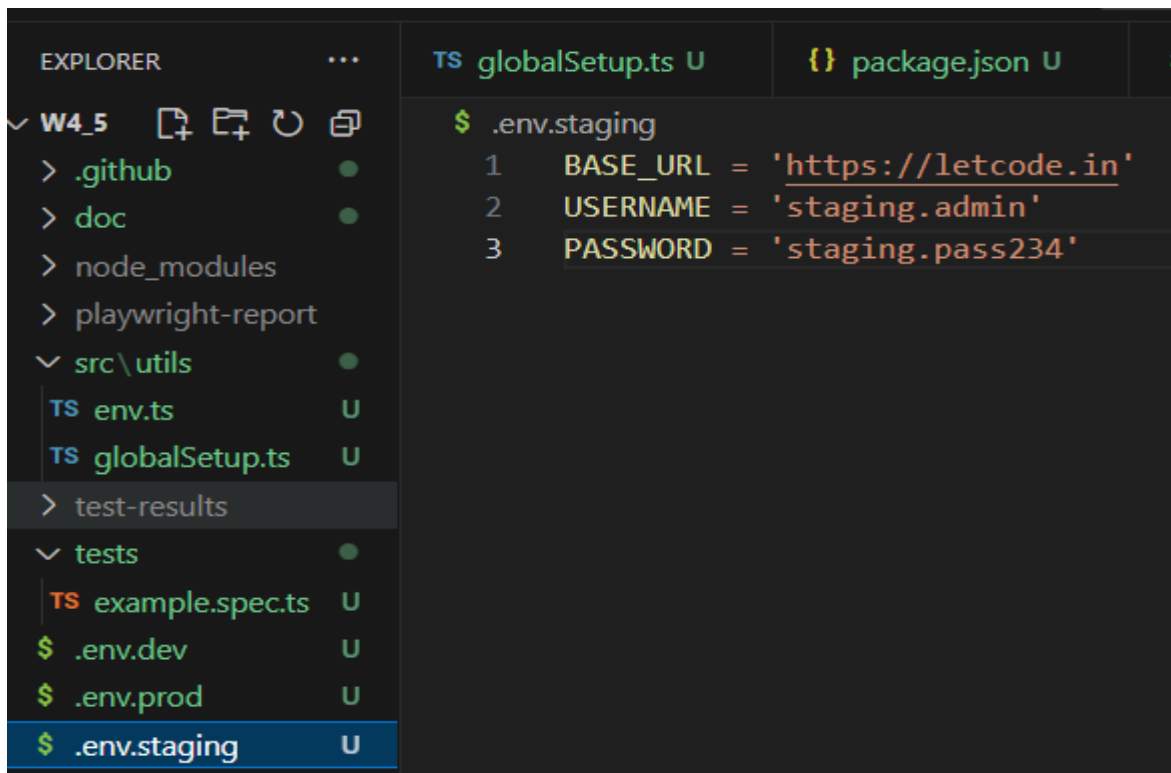 EXPLORER ...
W4_5
.github
doc
node_modules
playwright-report
src\utils
TS env.ts U
TS globalSetup.ts U
test-results
tests
TS example.spec.ts U
$ .env.dev U
$ .env.prod U
$ .env.staging U
TS globalSetup.ts U {} package.json U
$ .env.staging
1 BASE_URL = 'https://letcode.in'
2 USERNAME = 'staging.admin'
3 PASSWORD = 'staging.pass234'